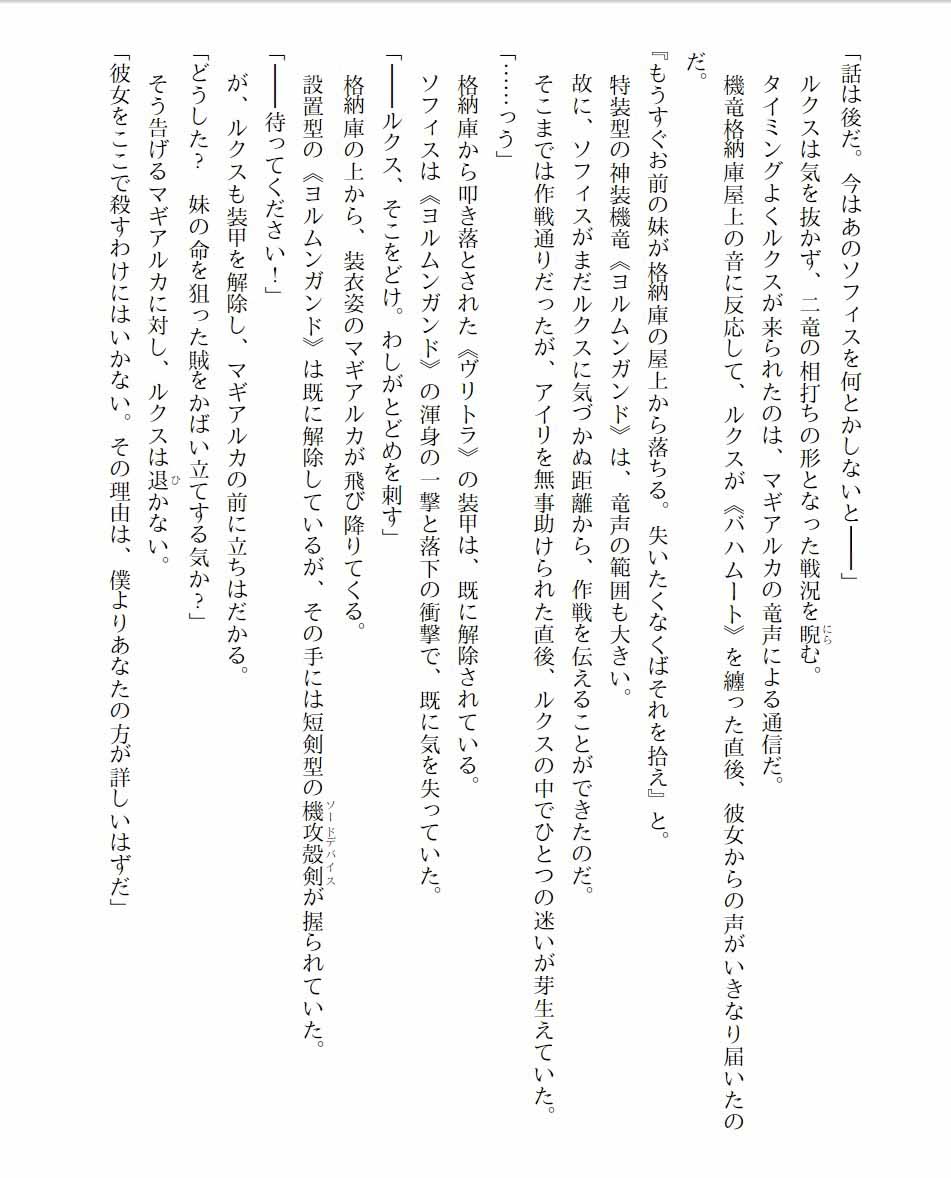 「話は後だ。今はあのソフィスを何とかしないと――」
ルクスは気を抜かず、二竜の相打ちの形となった戦況を睨む。
タイミングよくルクスが来られたのは、マギアルカの竜声による通信だ。
機竜格納庫屋上の音に反応して、ルクスが《バハムート》を纏った直後、彼女からの声がいきなり届いたの
だ。
『もうすぐお前の妹が格納庫の屋上から落ちる。失いたくなくばそれを拾え』と。
特装型の神装機竜《ヨルムンガンド》は、竜声の範囲も大きい。
故に、ソフィスがまだルクスに気づかぬ距離から、作戦を伝えることができたのだ。
そこまでは作戦通りだったが、アイリを無事助けられた直後、ルクスの中でひとつの迷いが芽生えていた。
「……っう」
格納庫から叩き落とされた《ヴリトラ》の装甲は、既に解除されている。
ソフィスは《ヨルムンガンド》の渾身の一撃と落下の衝撃で、既に気を失っていた。
「――ルクス、そこをどけ。わしがとどめを刺す」
格納庫の上から、装衣姿のマギアルカが飛び降りてくる。
設置型の《ヨルムンガンド》は既に解除しているが、その手には短剣型の機攻殻剣が握られていた。
「――待ってください！」
が、ルクスも装甲を解除し、マギアルカの前に立ちはだかる。
「どうした？　妹の命を狙った賊をかばい立てする気か？」
そう告げるマギアルカに対し、ルクスは退かない。
「彼女をここで殺すわけにはいかない。その理由は、僕よりあなたの方が詳しいはずだ」
にら
ソードデバイス
ひ